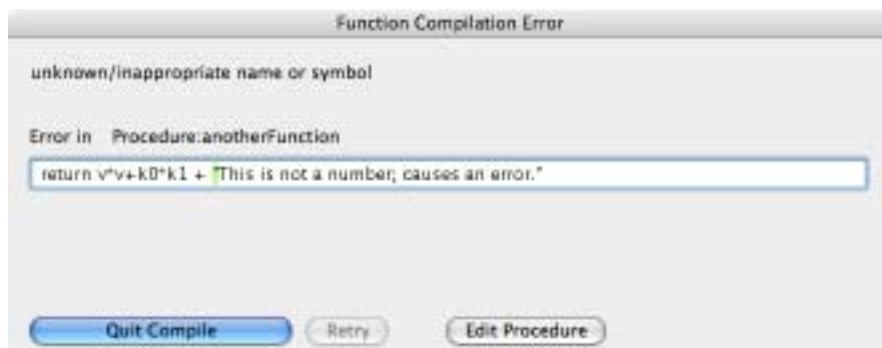 Function Compilation Error
unknown/inappropriate name or symbol
Error in Procedure:anotherFunction
return v*v+k0*k1 + "This is not a number; causes an error."
Quit Compile Retry Edit Procedure